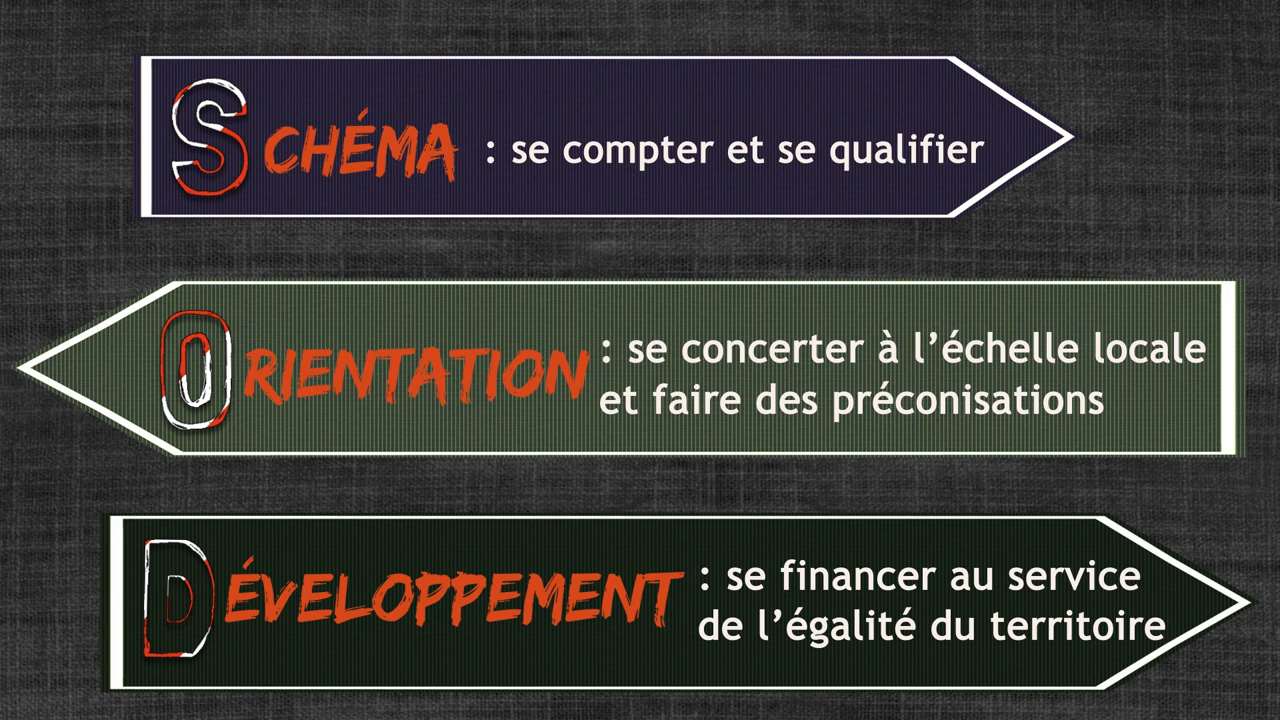 SCHÉMA : se compter et se qualifier
ORIENTATION : se concerter à l’échelle locale
et faire des préconisations
DÉVELOPPEMENT : se financer au service
de l’égalité du territoire